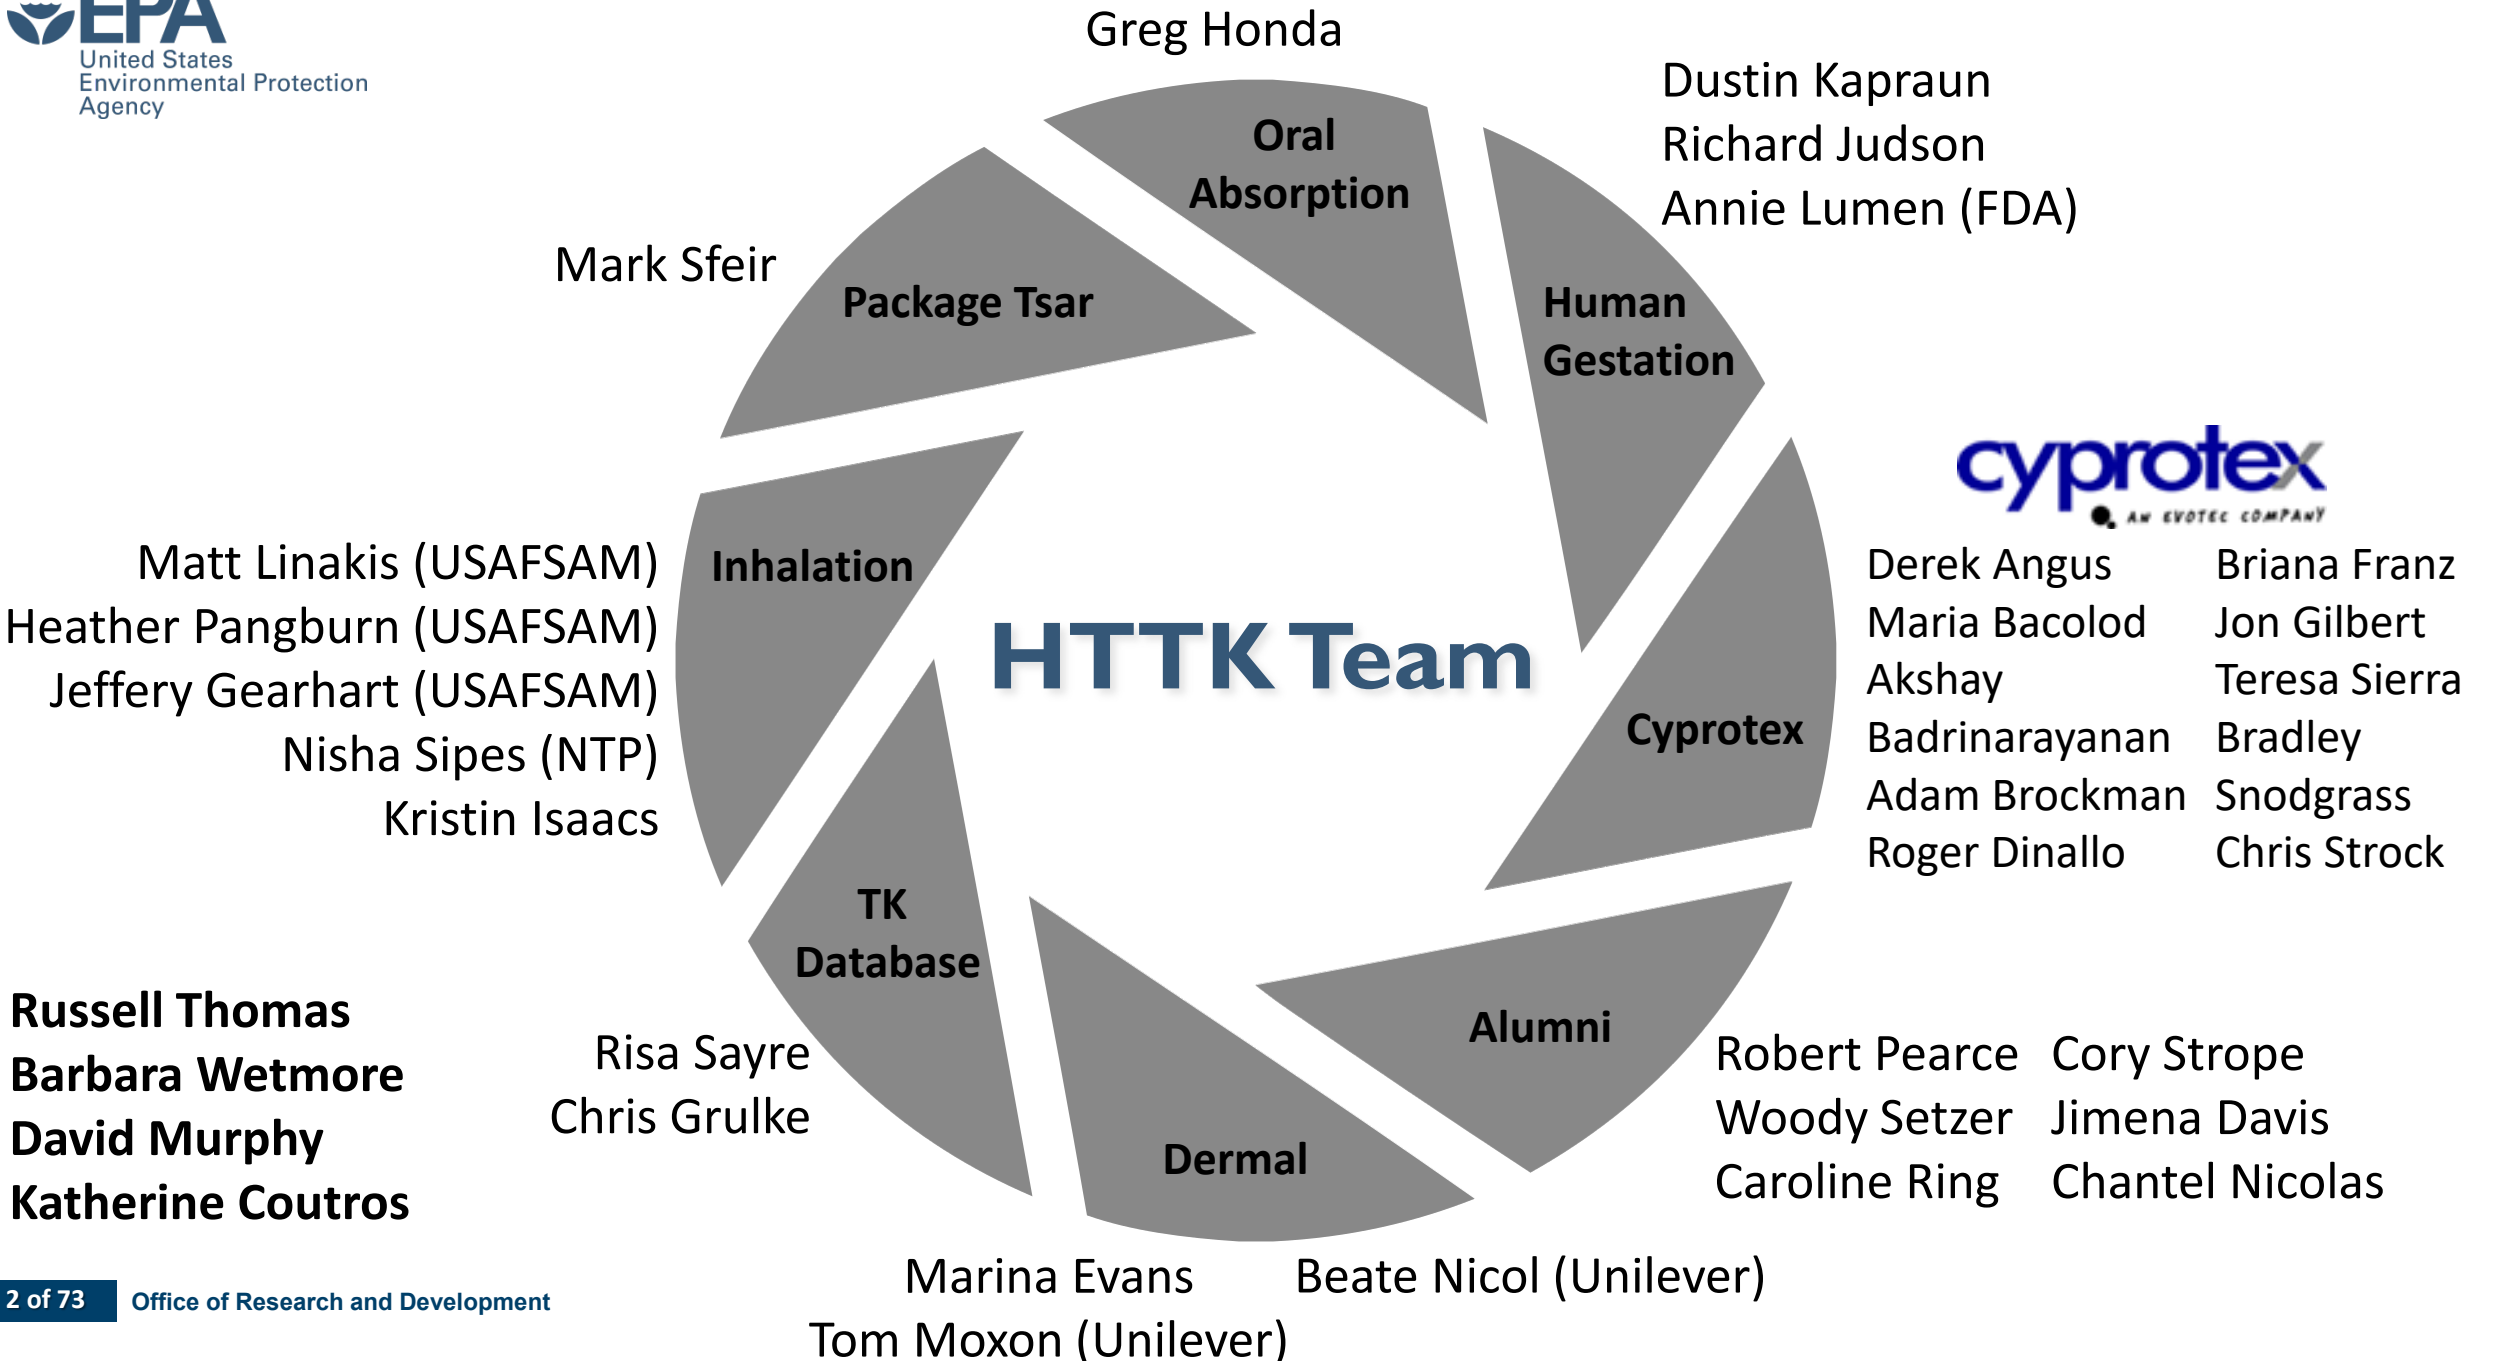 EPA
United States
Environmental Protection
Agency
Greg Honda
Oral
Absorption
Dustin Kapraun
Richard Judson
Annie Lumen (FDA)
Human
Gestation
Mark Sfeir
Package Tsar
cyprotex
AN EVOTEC COMPANY
Derek Angus
Maria Bacolod
Akshay
Badrinarayanan
Adam Brockman
Roger Dinallo
Briana Franz
Jon Gilbert
Teresa Sierra
Bradley
Snodgrass
Chris Strock
Cyprotex
Matt Linakis (USAFSAM)
Heather Pangburn (USAFSAM)
Jeffery Gearhart (USAFSAM)
Nisha Sipes (NTP)
Kristin Isaacs
Inhalation
HTTK Team
TK
Database
Risa Sayre
Chris Grulke
Alumni
Robert Pearce
Woody Setzer
Caroline Ring
Cory Strope
Jimena Davis
Chantel Nicolas
Dermal
Marina Evans
Tom Moxon (Unilever)
Beate Nicol (Unilever)
Russell Thomas
Barbara Wetmore
David Murphy
Katherine Coutros
2 of 73
Office of Research and Development